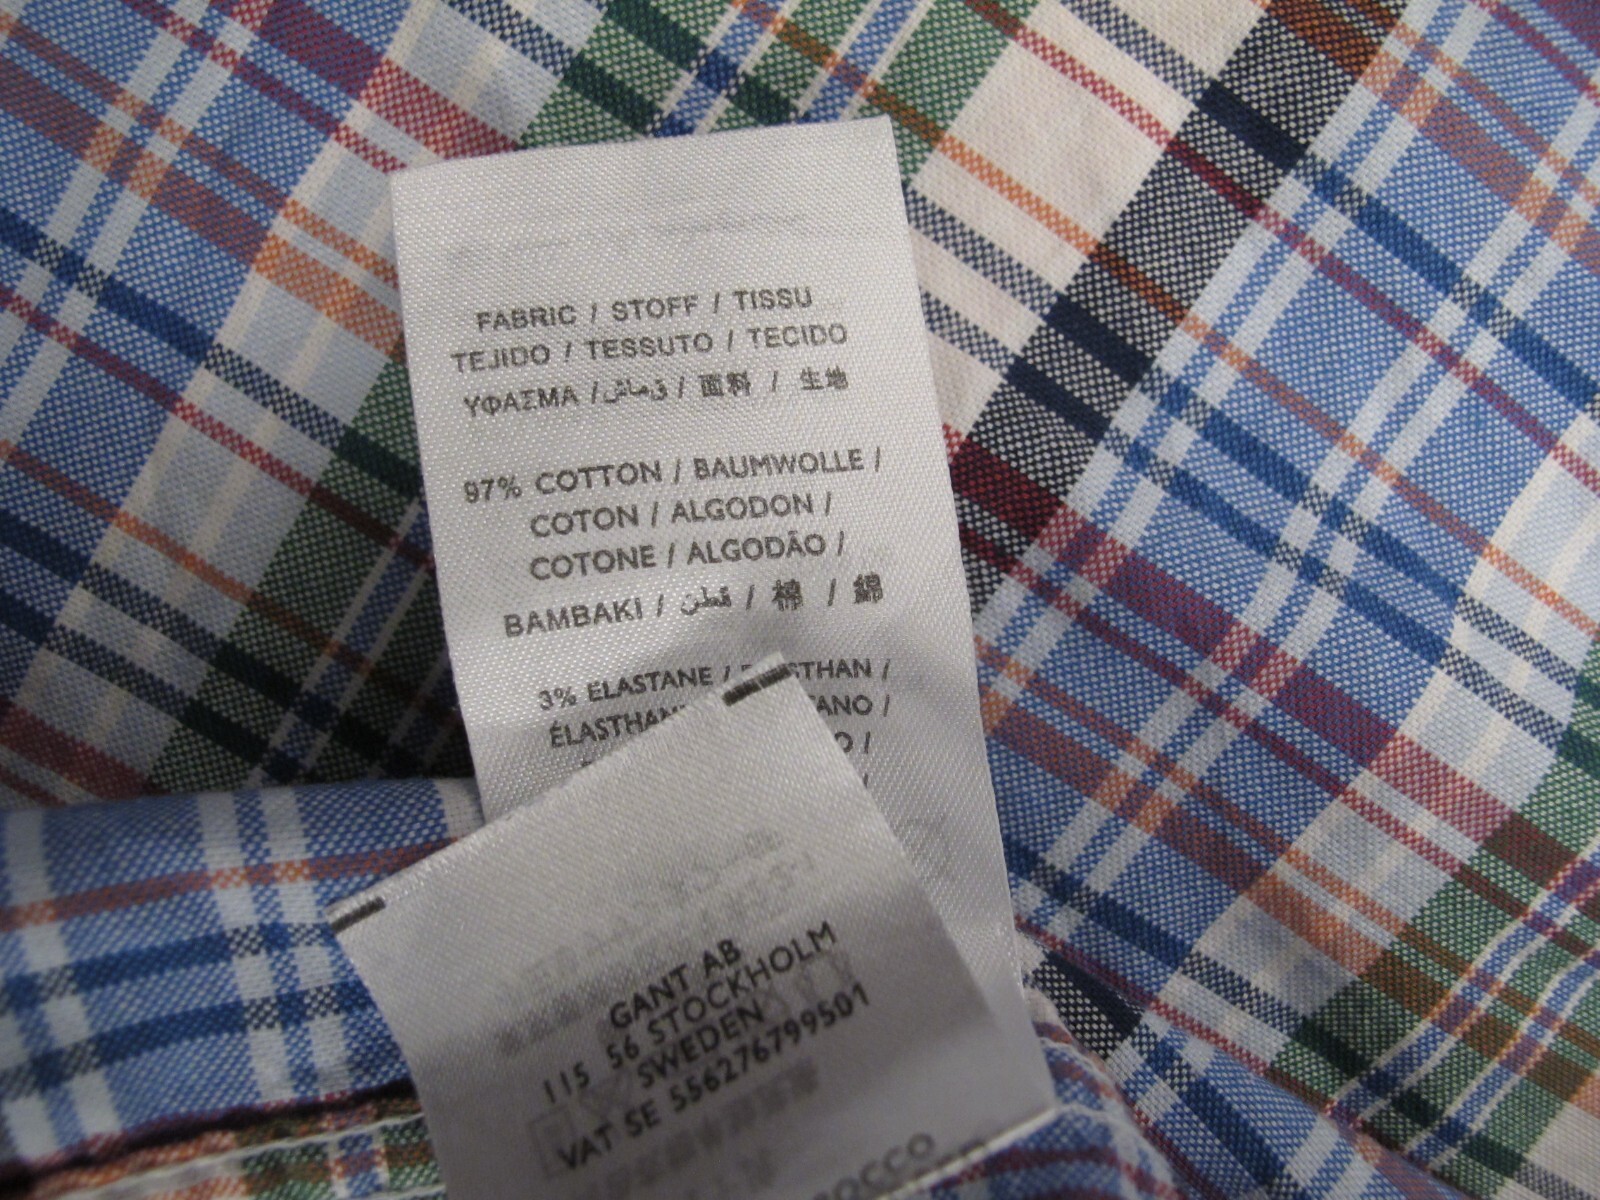 FABRIC / STOFF / TISSU
TEJIDO / TESSUTO / TECIDO
ΥΦΑΣΜΑ / قماش / 面料 / 生地
97% COTTON / BAUMWOLLE /
COTON / ALGODON /
COTONE / ALGODÃO /
BAMBAKI / قطن / 棉 / 綿
3% ELASTANE /
GANT AB
115 56 STOCKHOLM
SWEDEN
VAT SE 556276799501